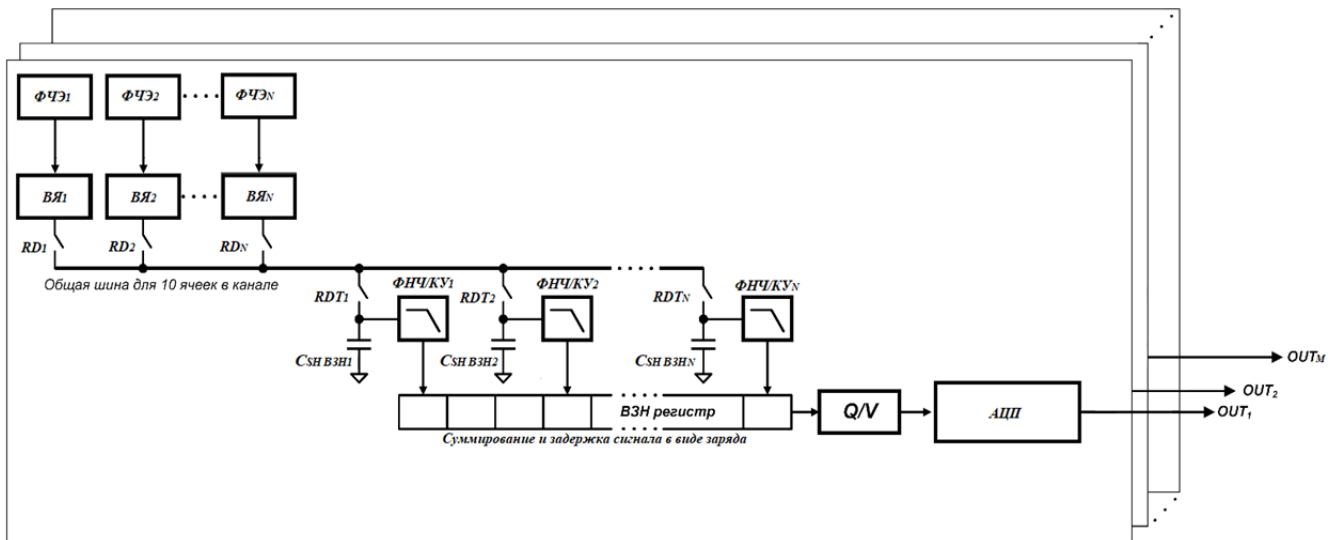 ФЧЭ1 ФЧЭ2 ФЧЭN
ВЯ1 ВЯ2 ВЯN
RD1 RD2 RDN
Общая шина для 10 ячеек в канале
RDT1 ФНЧ/КУ1 RDT2 ФНЧ/КУ2 RDTN ФНЧ/КУN
CSH ВЗН1 CSH ВЗН2 CSH ВЗНN
OUTM
OUT2
OUT1
ВЗН регистр Q/V АЦП
Суммирование и задержка сигнала в виде заряда